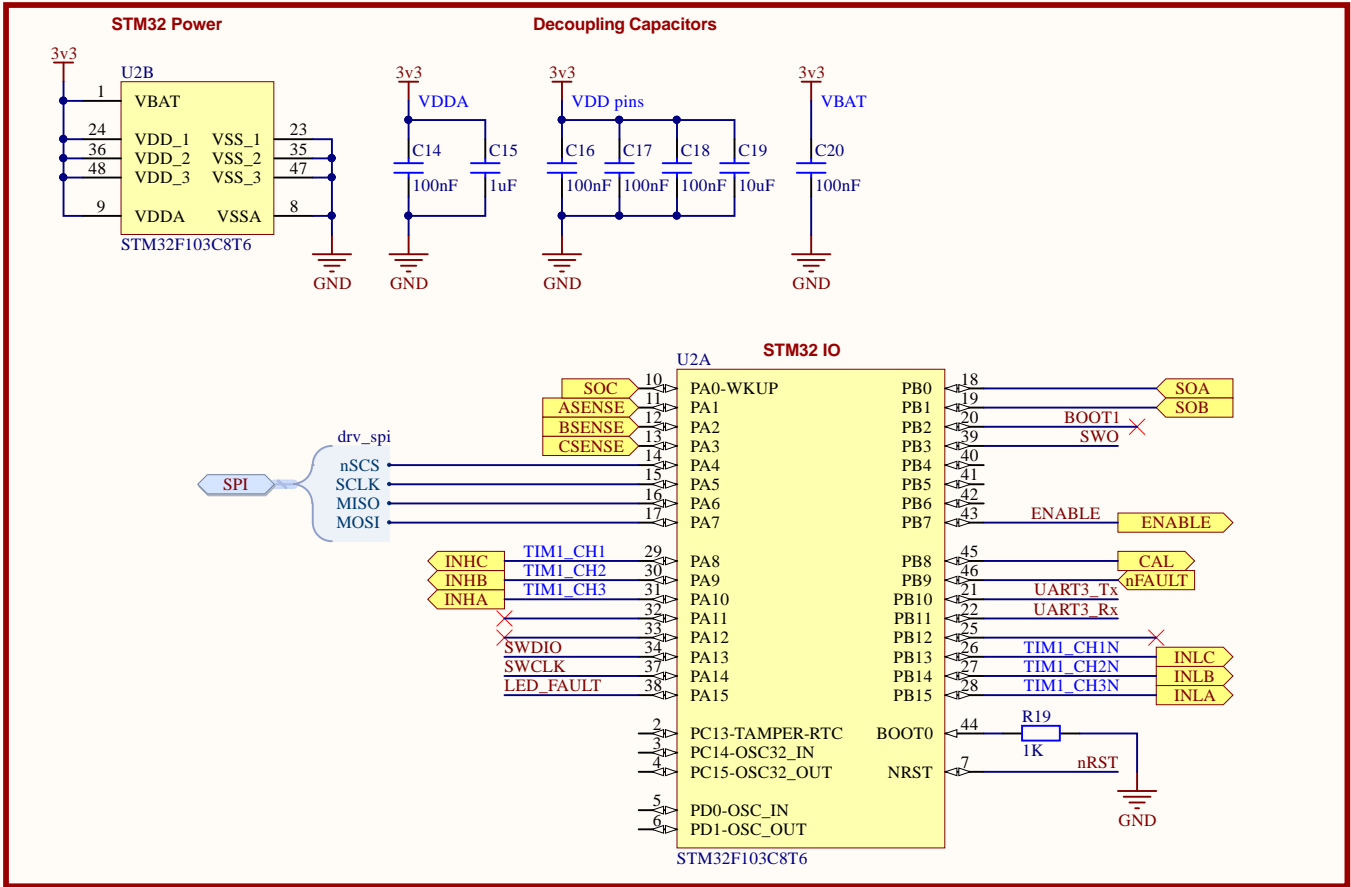 STM32 Power
Decoupling Capacitors
3v3
U2B
1 VBAT
24 VDD_1 VSS_1 23
36 VDD_2 VSS_2 35
48 VDD_3 VSS_3 47
9 VDDA VSSA 8
STM32F103C8T6
GND
3v3
VDDA
C14 C15
100nF 1uF
GND
3v3
VDD pins
C16 C17 C18 C19
100nF 100nF 100nF 10uF
GND
3v3
VBAT
C20
100nF
GND
STM32 IO
U2A
SOC 10 PA0-WKUP PB0 18 SOA
ASENSE 11 PA1 PB1 19 SOB
BSENSE 12 PA2 PB2 20 BOOT1
CSENSE 13 PA3 PB3 39 SWO
drv_spi
nSCS 14 PA4 PB4 40
SPI SCLK 15 PA5 PB5 41
MISO 16 PA6 PB6 42
MOSI 17 PA7 PB7 43 ENABLE ENABLE
INHC TIM1_CH1 29 PA8 PB8 45 CAL
INHB TIM1_CH2 30 PA9 PB9 46 nFAULT
INHA TIM1_CH3 31 PA10 PB10 21 UART3_Tx
32 PA11 PB11 22 UART3_Rx
33 PA12 PB12 25
SWDIO 34 PA13 PB13 26 TIM1_CH1N INLC
SWCLK 37 PA14 PB14 27 TIM1_CH2N INLB
LED_FAULT 38 PA15 PB15 28 TIM1_CH3N INLA
2 PC13-TAMPER-RTC BOOT0 44 R19
1K
3 PC14-OSC32_IN
4 PC15-OSC32_OUT NRST 7 nRST
5 PD0-OSC_IN
GND
6 PD1-OSC_OUT
STM32F103C8T6